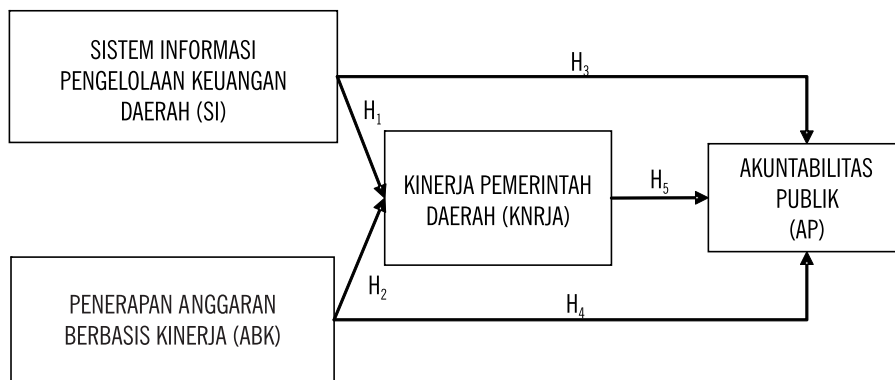 SISTEM INFORMASI
PENGELOLAAN KEUANGAN
DAERAH (SI)
H₃
H₁
KINERJA PEMERINTAH
DAERAH (KNRJA)
H₅
AKUNTABILITAS
PUBLIK
(AP)
H₂
PENERAPAN ANGGARAN
BERBASIS KINERJA (ABK)
H₄